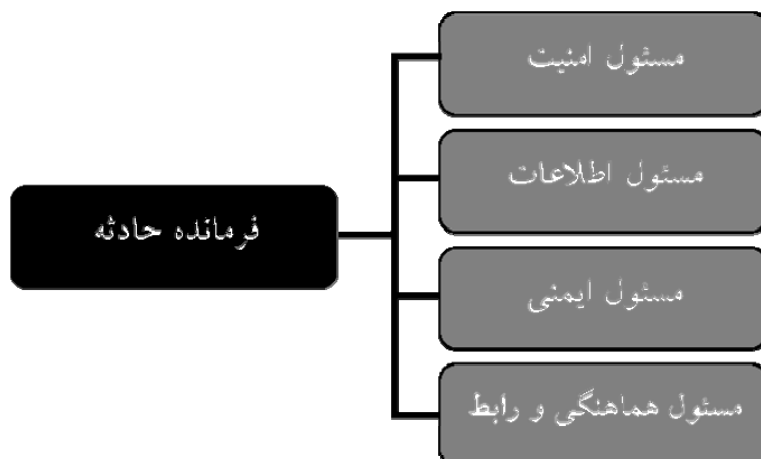 مسئول امنیت
مسئول اطلاعات
فرمانده حادثه
مسئول ایمنی
مسئول هماهنگی و رابط